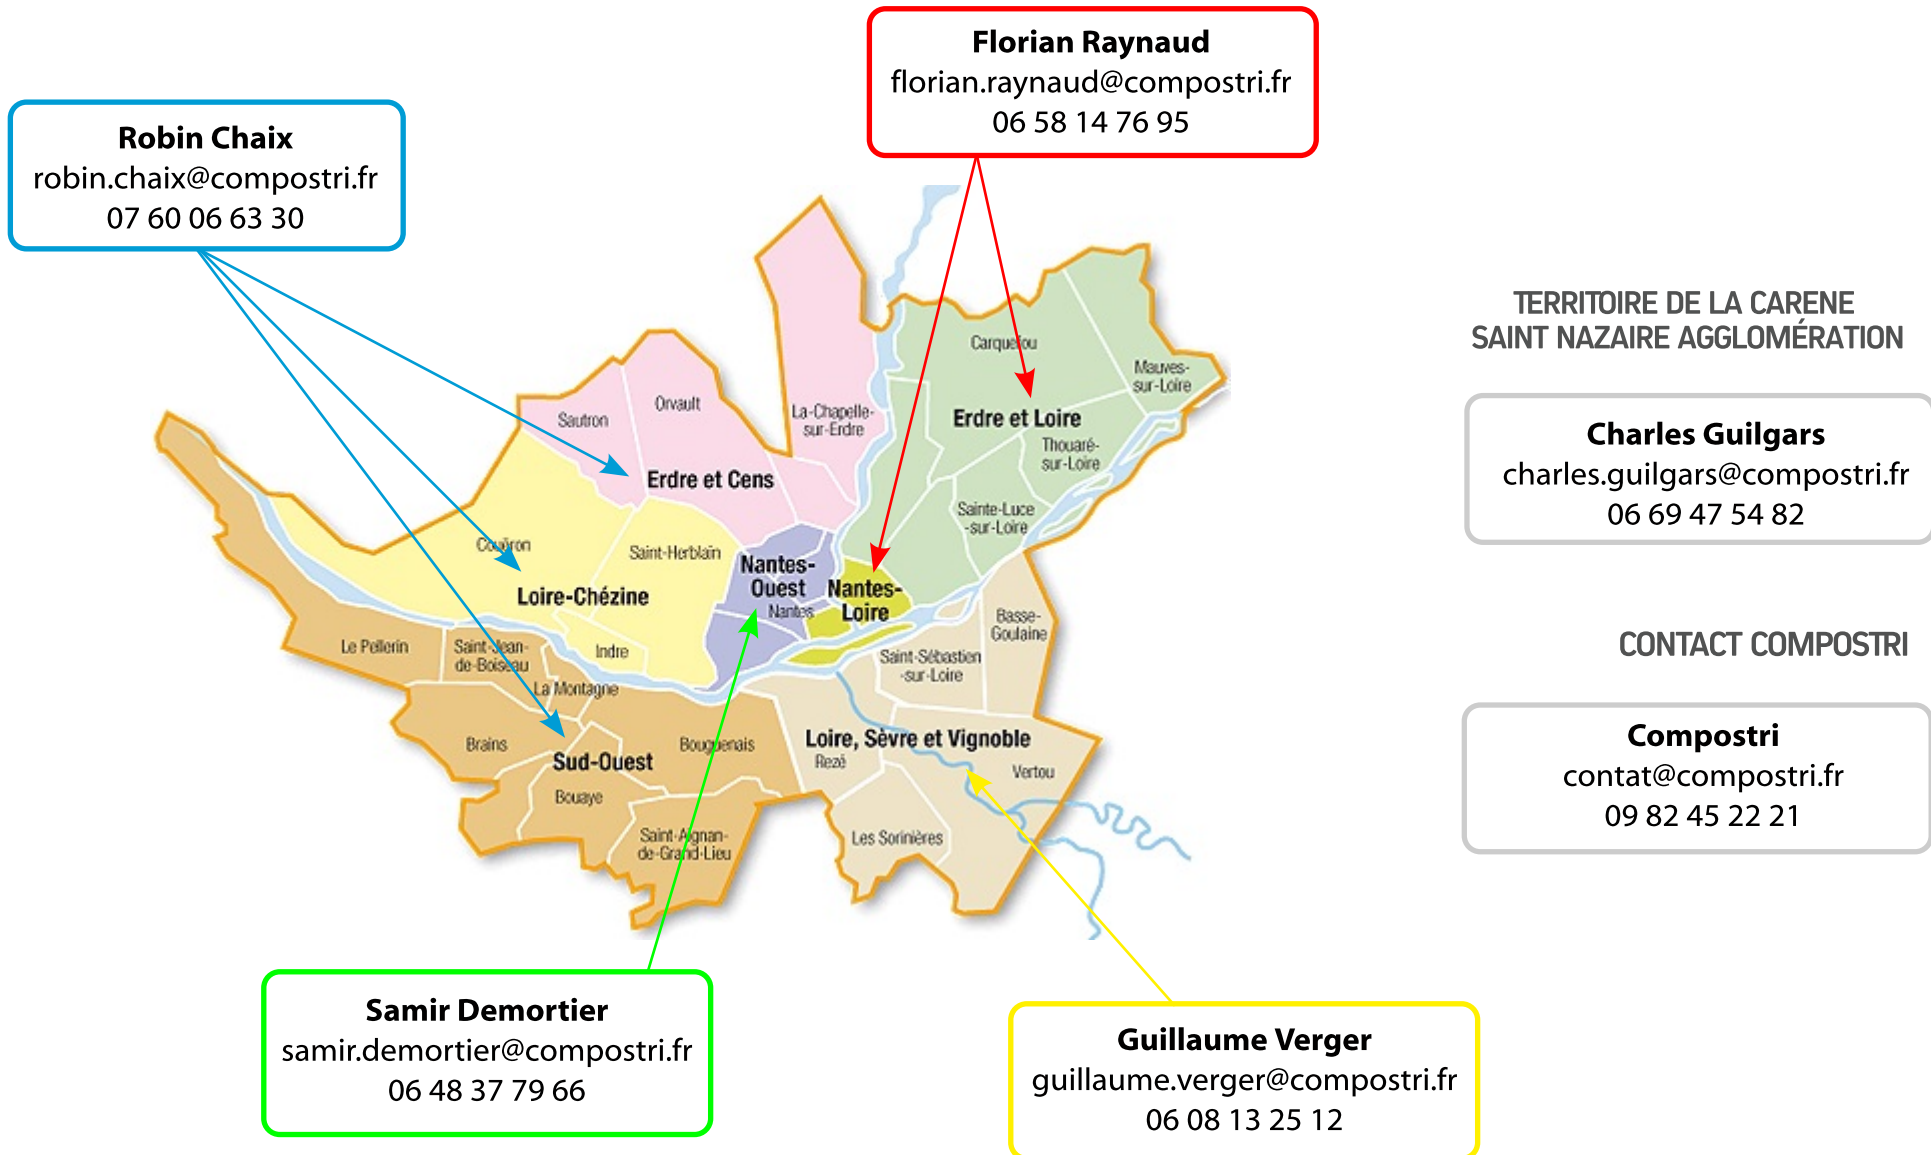 Florian Raynaud
florian.raynaud@compostri.fr
06 58 14 76 95
Robin Chaix
robin.chaix@compostri.fr
07 60 06 63 30
TERRITOIRE DE LA CARENE
SAINT NAZAIRE AGGLOMÉRATION
Charles Guilgars
charles.guilgars@compostri.fr
06 69 47 54 82
CONTACT COMPOSTRI
Compostri
contat@compostri.fr
09 82 45 22 21
Carquefou
Mauves-
sur-Loire
Sautron
Orvault
La-Chapelle-
sur-Erdre
Erdre et Loire
Thouaré-
sur-Loire
Erdre et Cens
Sainte-Luce
-sur-Loire
Couëron
Saint-Herblain
Nantes-
Ouest
Nantes
Nantes-
Loire
Loire-Chézine
Indre
Basse-
Goulaine
Saint-Sébastien
-sur-Loire
Le Pellerin
Saint-Jean-
de-Boiseau
La Montagne
Brains
Bouguenais
Sud-Ouest
Bouaye
Saint-Aignan-
de-Grand-Lieu
Loire, Sèvre et Vignoble
Rezé
Vertou
Les Sorinières
Samir Demortier
samir.demortier@compostri.fr
06 48 37 79 66
Guillaume Verger
guillaume.verger@compostri.fr
06 08 13 25 12